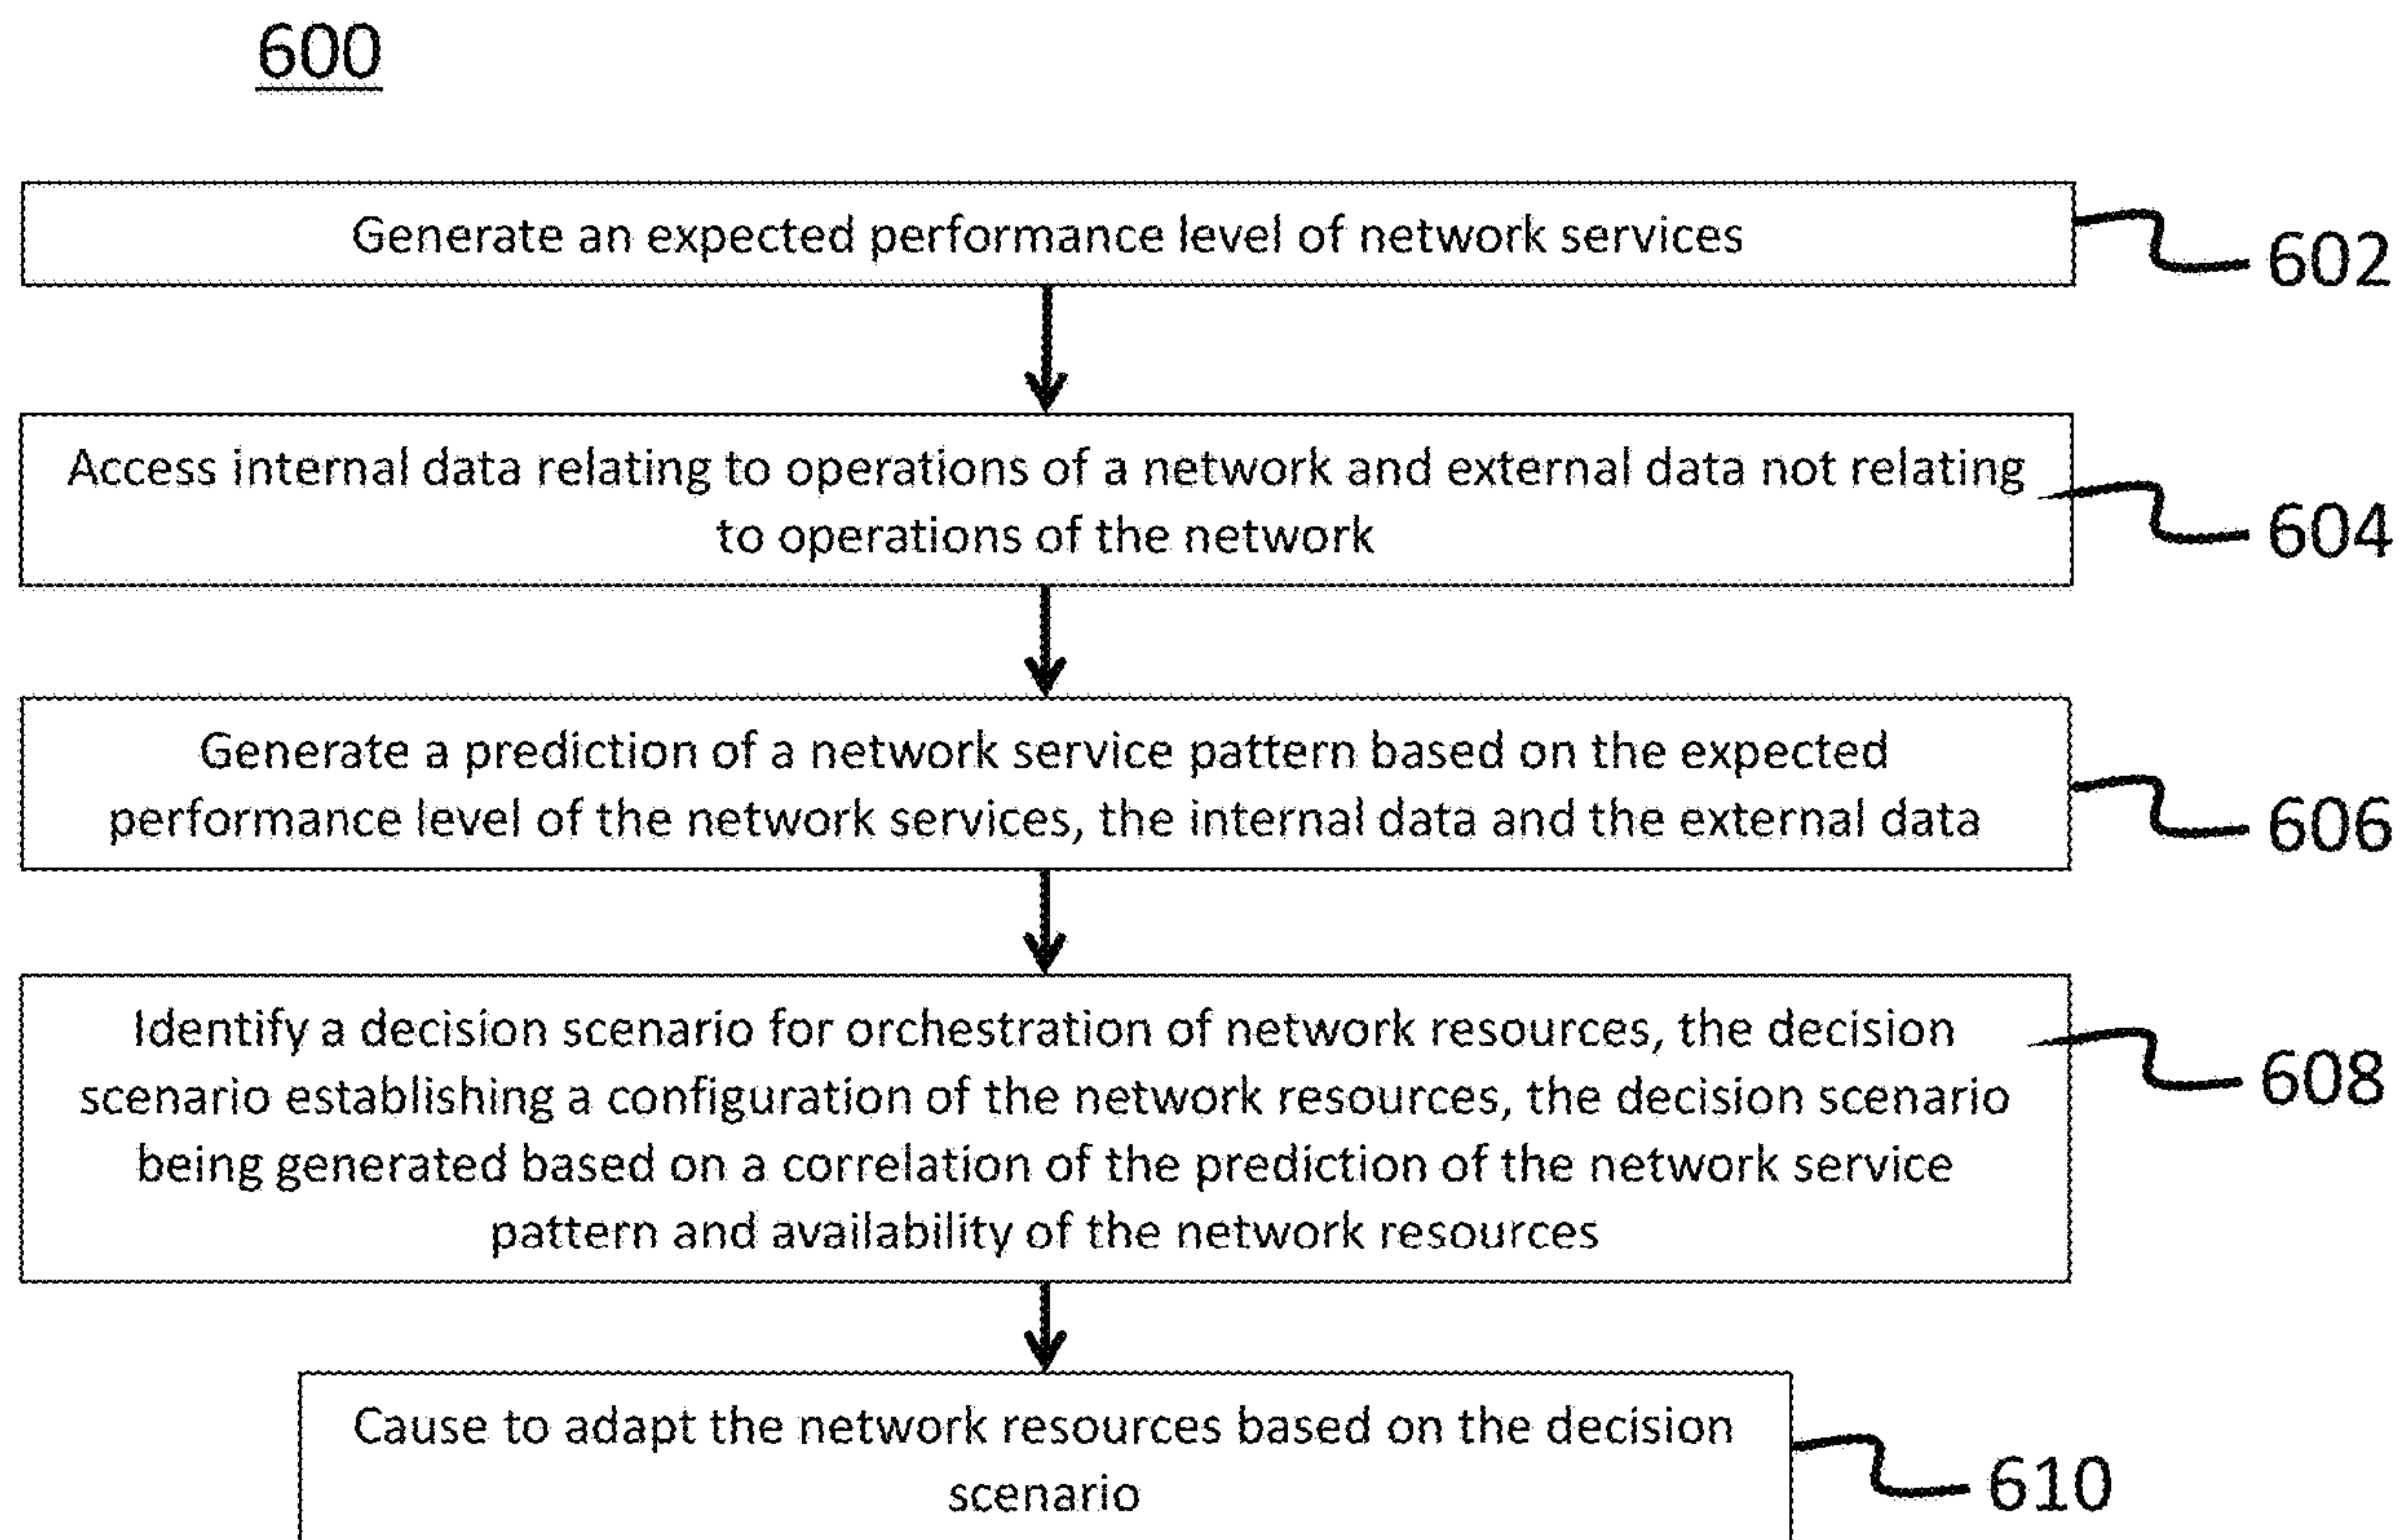 600
Generate an expected performance level of network services
602
Access internal data relating to operations of a network and external data not relating
to operations of the network
604
Generate a prediction of a network service pattern based on the expected
performance level of the network services, the internal data and the external data
606
Identify a decision scenario for orchestration of network resources, the decision
scenario establishing a configuration of the network resources, the decision scenario
being generated based on a correlation of the prediction of the network service
pattern and availability of the network resources
608
Cause to adapt the network resources based on the decision
scenario
610